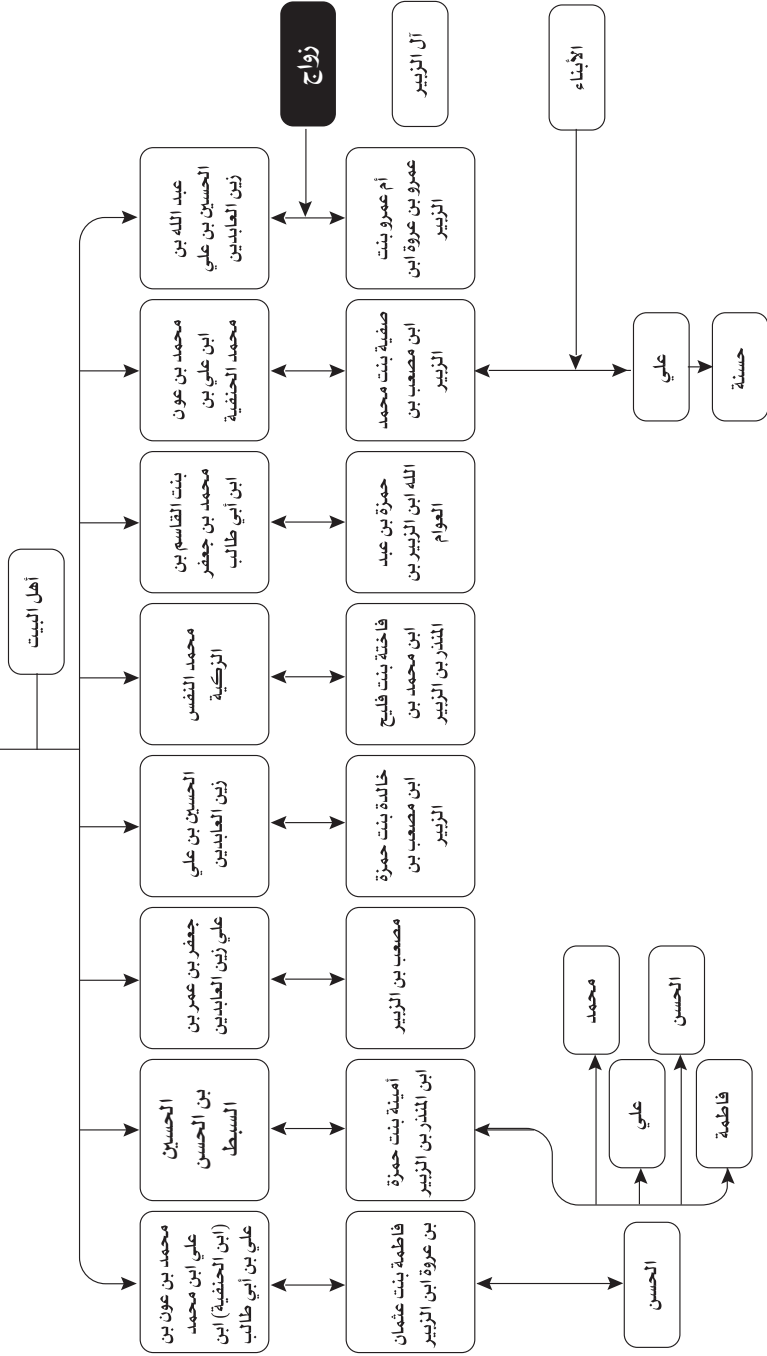 أهل البيت
زواج
آل الزبير
الأبناء
عبد الله بن
الحسين بن علي
زين العابدين
أم عمرو بنت
عمرو بن عروة ابن
الزبير
محمد بن عون
ابن علي بن
محمد الحنفية
صفية بنت محمد
ابن مصعب بن
الزبير
علي
حسنة
بنت القاسم بن
محمد بن جعفر
ابن أبي طالب
حمزة بن عبد
الله ابن الزبير بن
العوام
محمد النفس
الزكية
فاختة بنت فليح
ابن محمد بن
المنذر بن الزبير
الحسين بن علي
زين العابدين
خالدة بنت حمزة
ابن مصعب بن
الزبير
جعفر بن عمر بن
علي زين العابدين
مصعب بن الزبير
الحسين
بن الحسن
السبط
أمينة بنت حمزة
ابن المنذر بن الزبير
محمد
علي
الحسن
فاطمة
محمد بن عون بن
علي ابن محمد
(ابن الحنفية) ابن
علي بن أبي طالب
فاطمة بنت عثمان
بن عروة ابن الزبير
الحسن